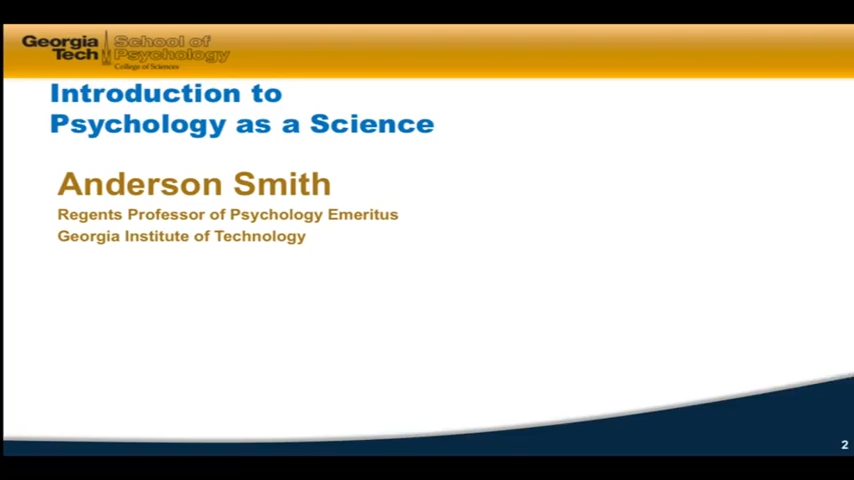 Georgia Tech
School of Psychology
College of Sciences
Introduction to
Psychology as a Science
Anderson Smith
Regents Professor of Psychology Emeritus
Georgia Institute of Technology
2